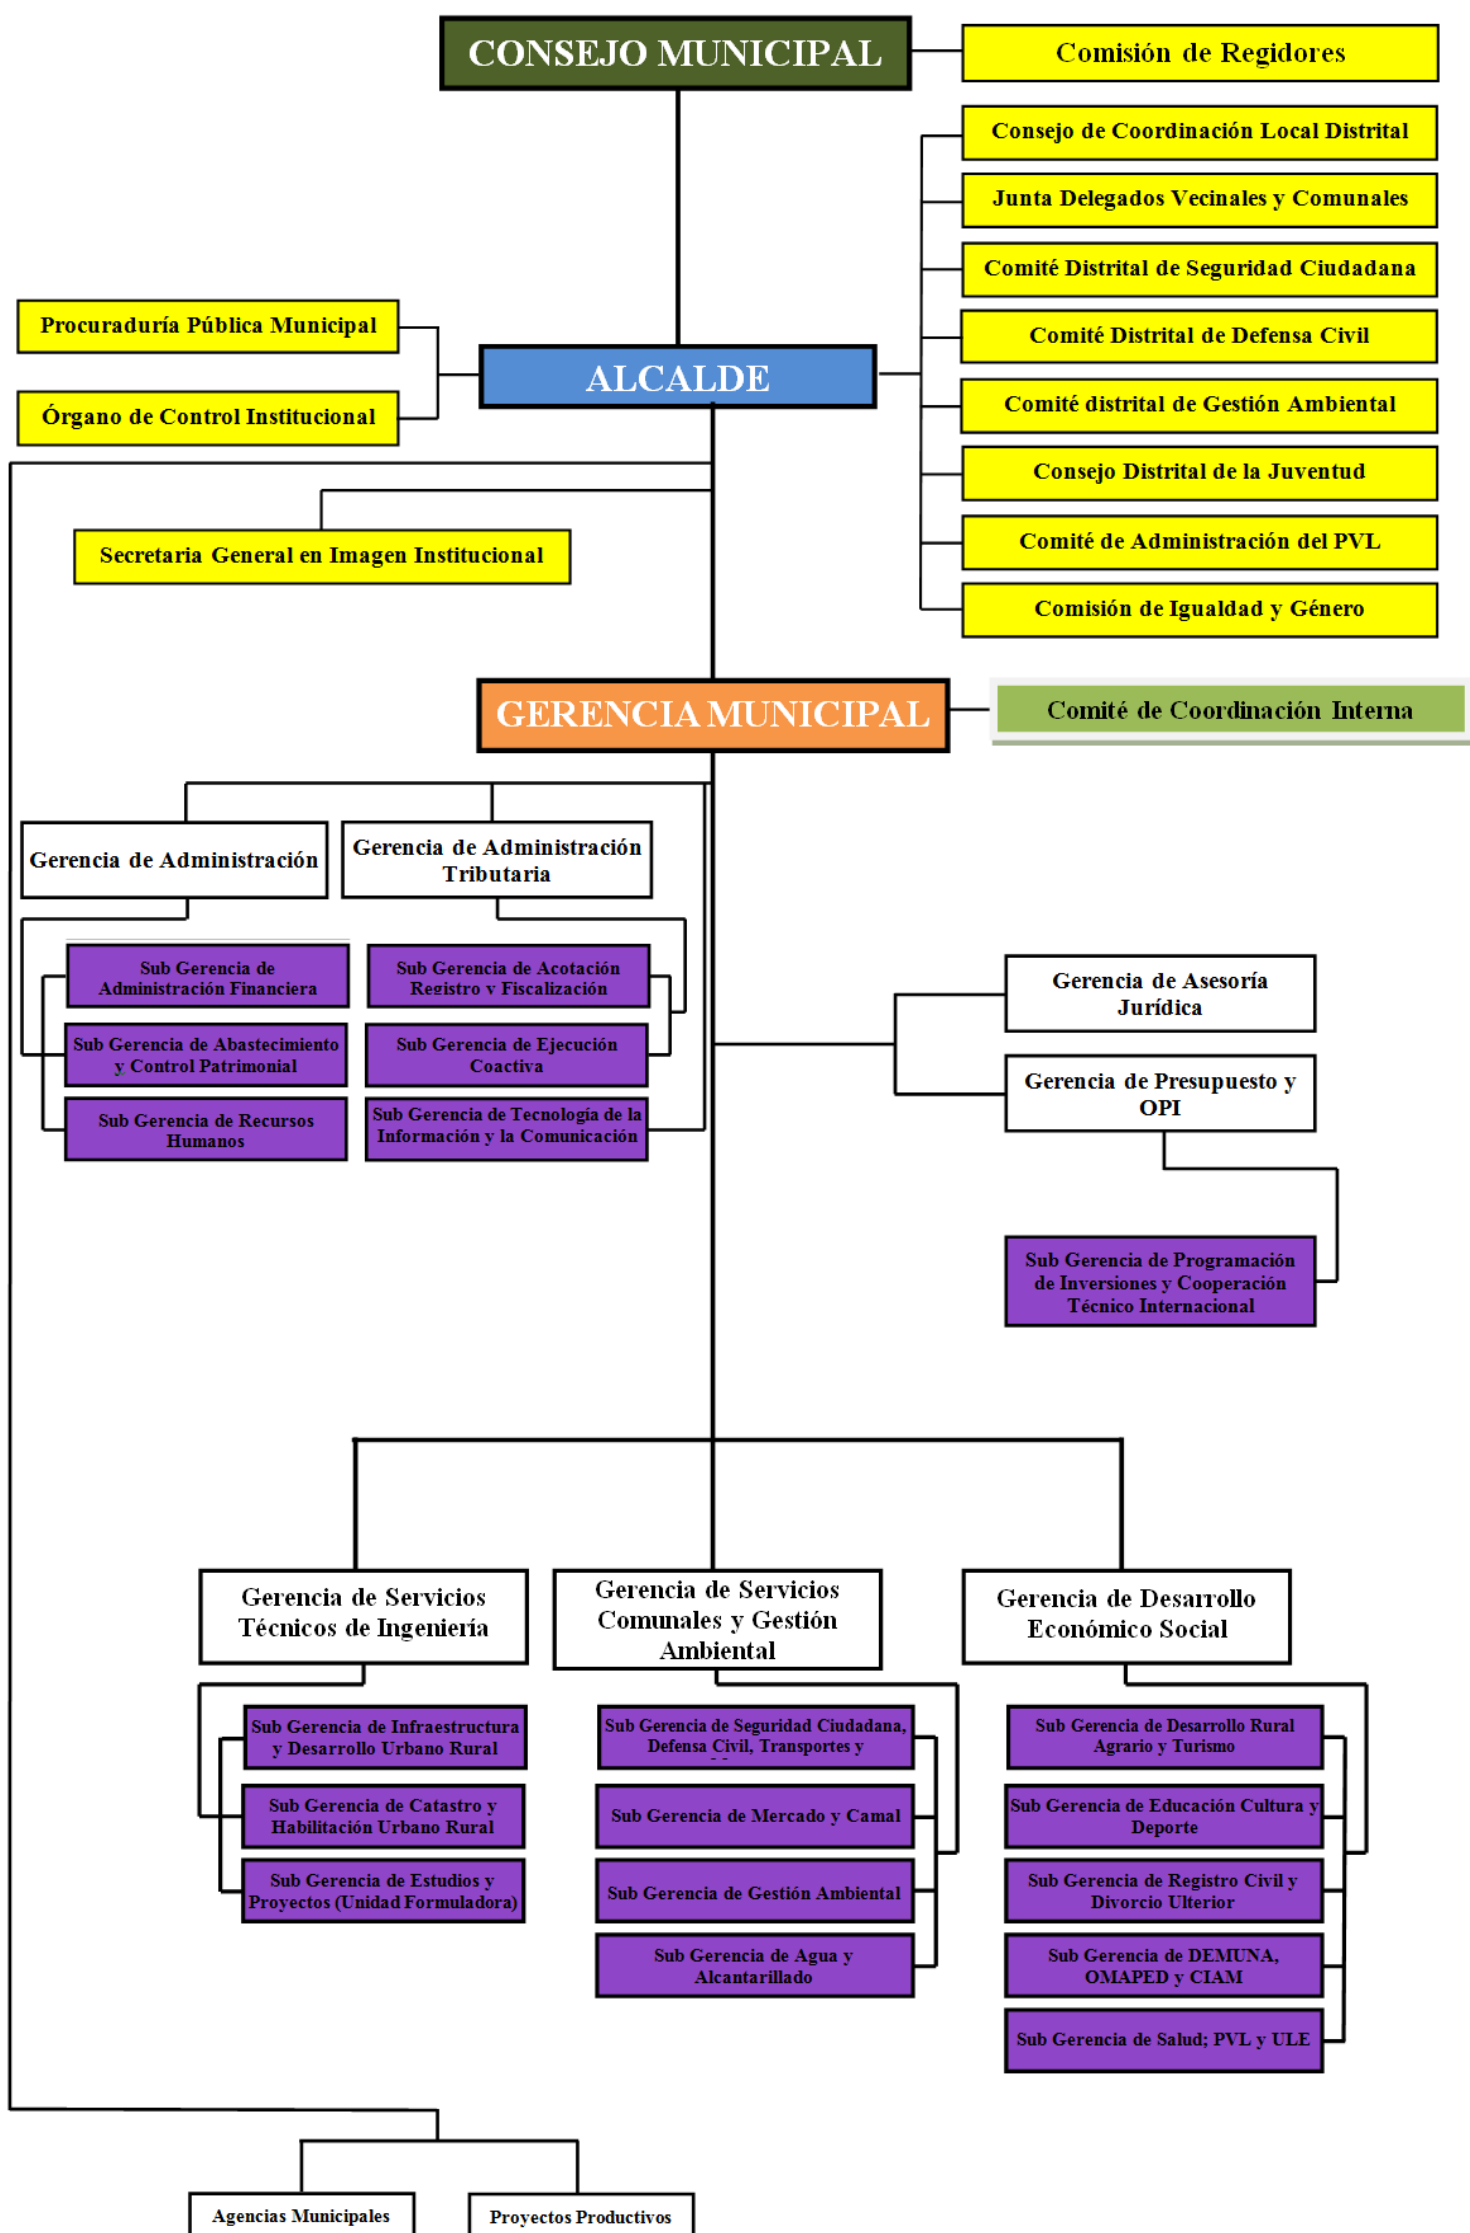 CONSEJO MUNICIPAL
Comisión de Regidores
Consejo de Coordinación Local Distrital
Junta Delegados Vecinales y Comunales
Comité Distrital de Seguridad Ciudadana
Procuraduría Pública Municipal
Comité Distrital de Defensa Civil
ALCALDE
Órgano de Control Institucional
Comité distrital de Gestión Ambiental
Consejo Distrital de la Juventud
Secretaria General en Imagen Institucional
Comité de Administración del PVL
Comisión de Igualdad y Género
GERENCIA MUNICIPAL
Comité de Coordinación Interna
Gerencia de Administración
Gerencia de Administración
Tributaria
Sub Gerencia de
Administración Financiera
Sub Gerencia de Acotación
Registro y Fiscalización
Sub Gerencia de Abastecimiento
y Control Patrimonial
Sub Gerencia de Ejecución
Coactiva
Sub Gerencia de Recursos
Humanos
Sub Gerencia de Tecnología de la
Información y la Comunicación
Gerencia de Asesoría
Jurídica
Gerencia de Presupuesto y
OPI
Sub Gerencia de Programación
de Inversiones y Cooperación
Técnico Internacional
Gerencia de Servicios
Técnicos de Ingeniería
Gerencia de Servicios
Comunales y Gestión
Ambiental
Gerencia de Desarrollo
Económico Social
Sub Gerencia de Infraestructura
y Desarrollo Urbano Rural
Sub Gerencia de Catastro y
Habilitación Urbano Rural
Sub Gerencia de Estudios y
Proyectos (Unidad Formuladora)
Sub Gerencia de Seguridad Ciudadana,
Defensa Civil, Transportes y
Sub Gerencia de Mercado y Camal
Sub Gerencia de Gestión Ambiental
Sub Gerencia de Agua y
Alcantarillado
Sub Gerencia de Desarrollo Rural
Agrario y Turismo
Sub Gerencia de Educación Cultura y
Deporte
Sub Gerencia de Registro Civil y
Divorcio Ulterior
Sub Gerencia de DEMUNA,
OMAPED y CIAM
Sub Gerencia de Salud; PVL y ULE
Agencias Municipales
Proyectos Productivos